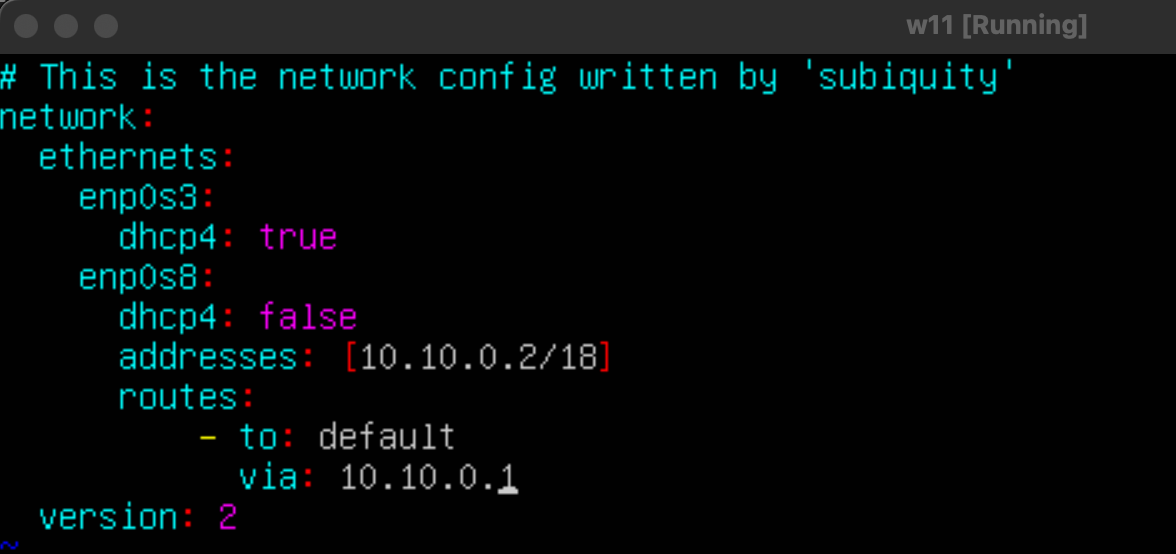 w11 [Running]
# This is the network config written by 'subiquity'
network:
  ethernets:
    enp0s3:
      dhcp4: true
    enp0s8:
      dhcp4: false
      addresses: [10.10.0.2/18]
      routes:
          - to: default
            via: 10.10.0.1
  version: 2
~